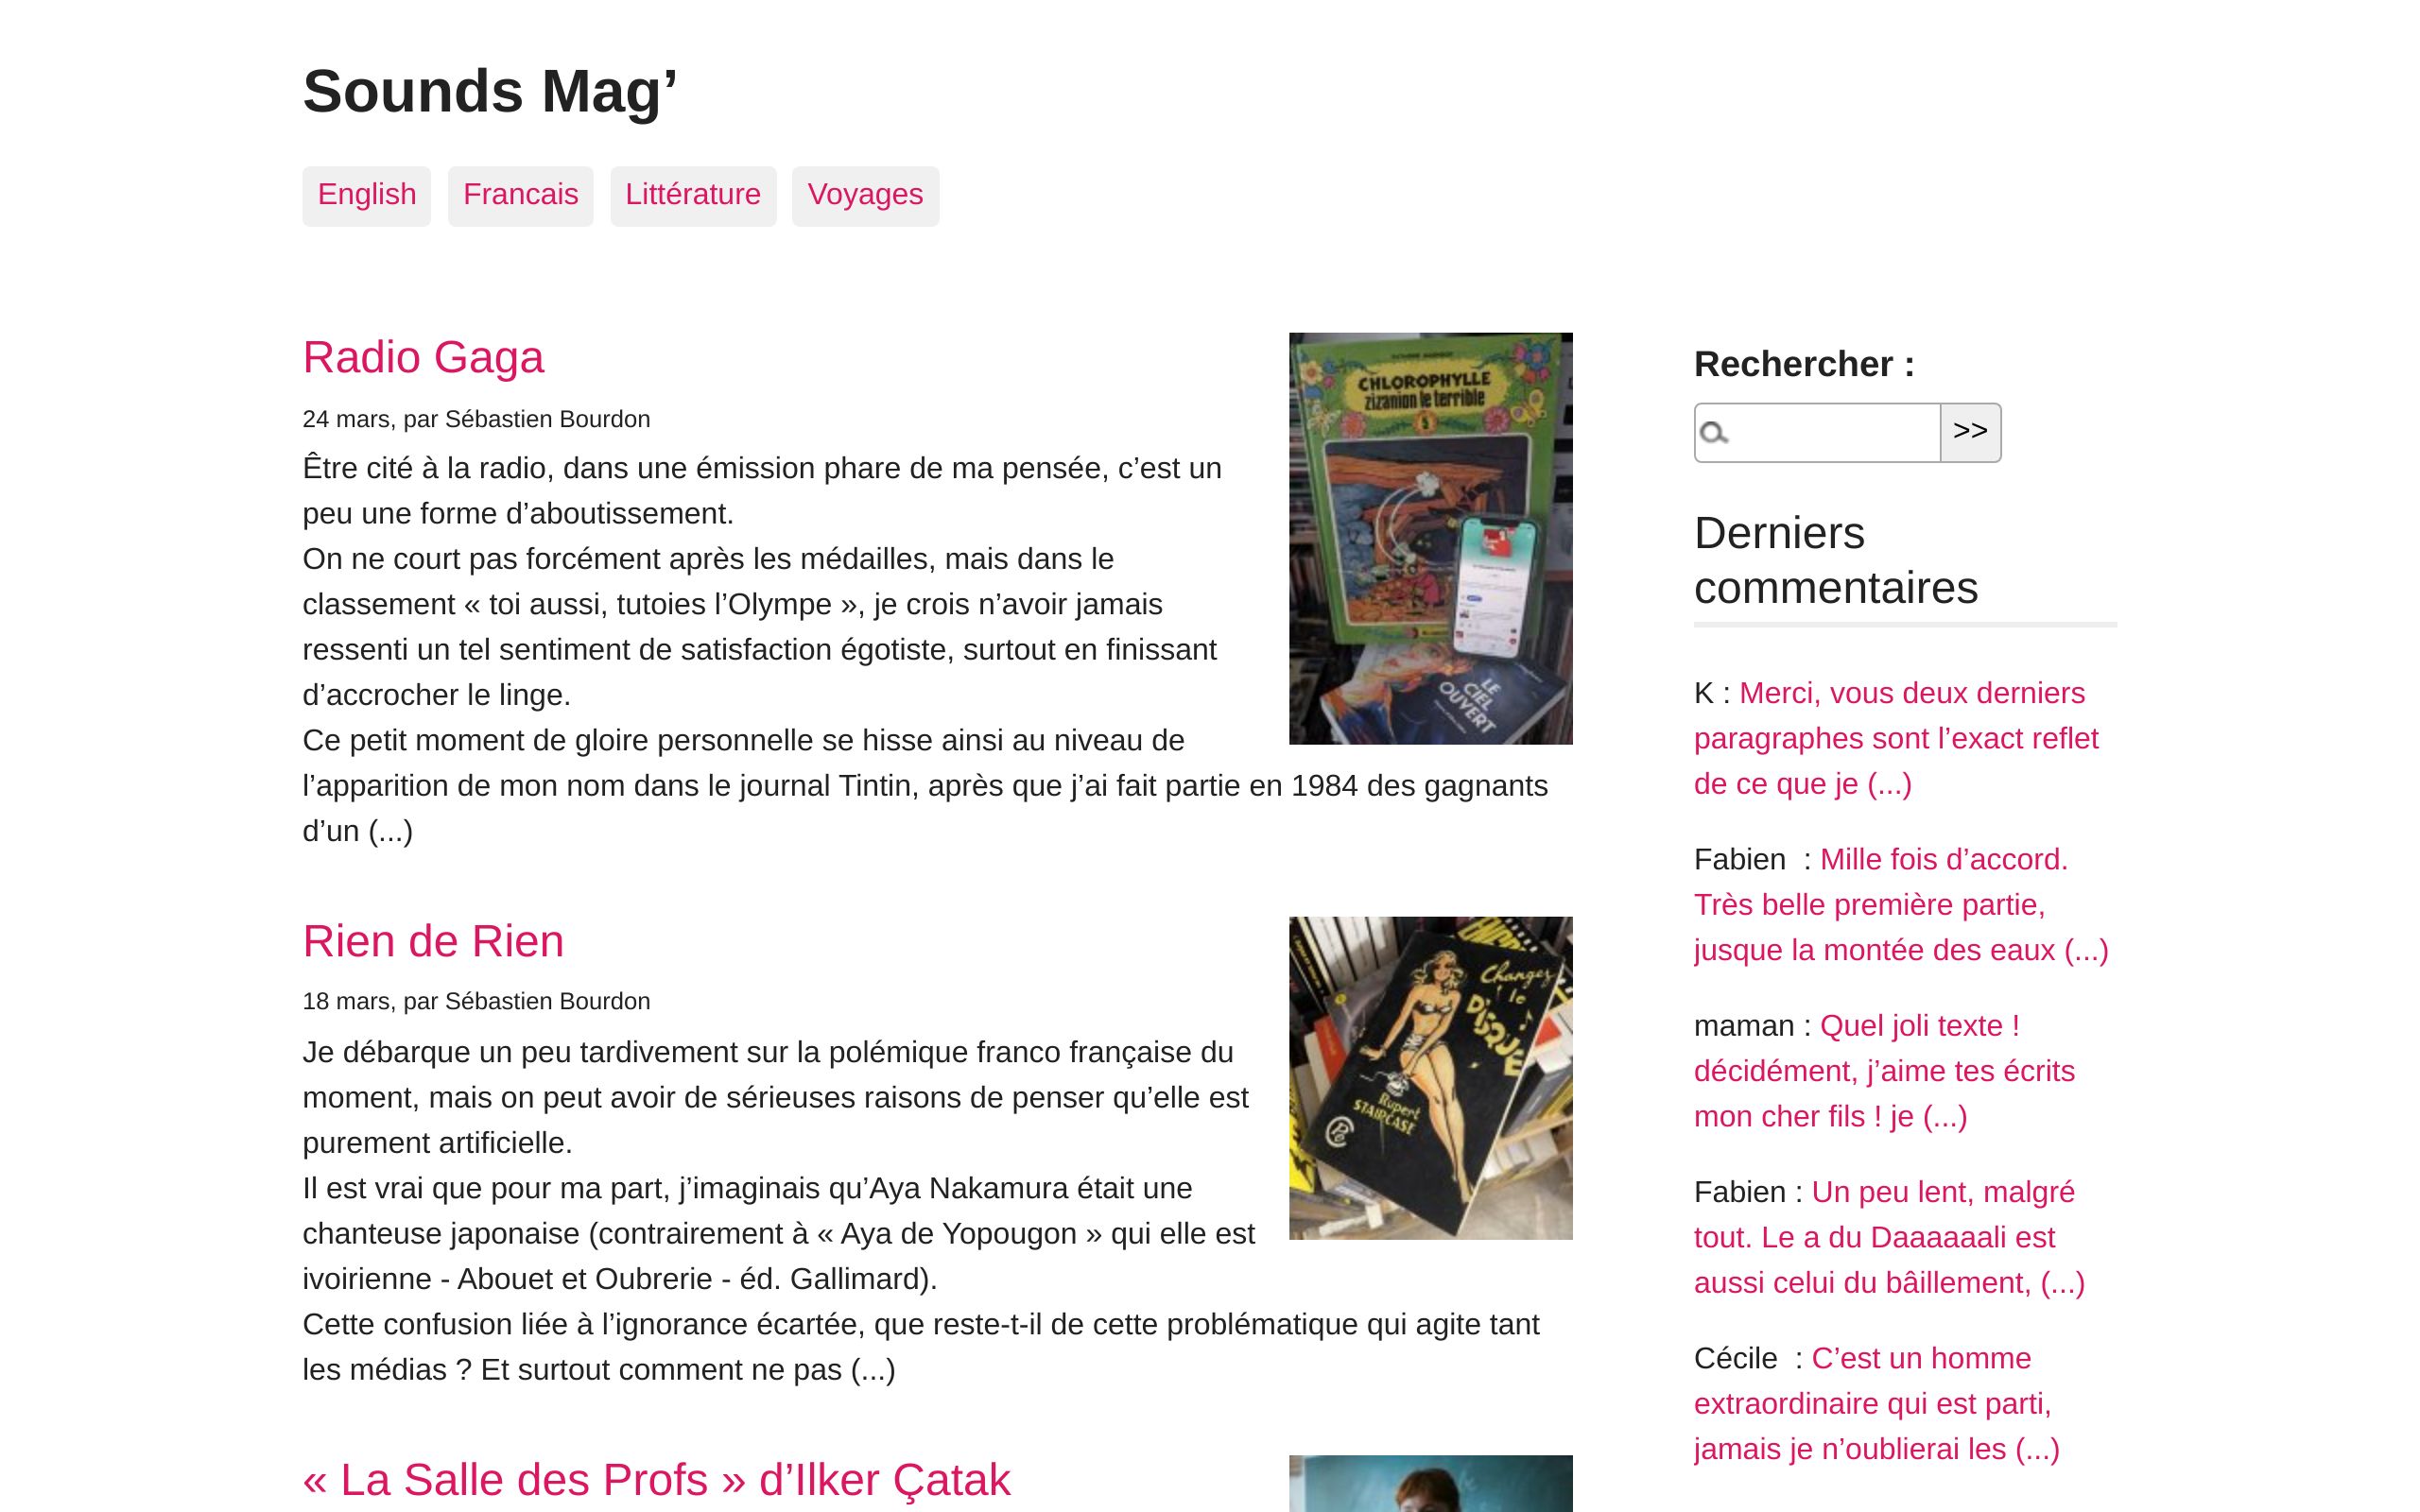 Sounds Mag’
English
Francais
Littérature
Voyages
Radio Gaga
24 mars, par Sébastien Bourdon
Être cité à la radio, dans une émission phare de ma pensée, c’est un
peu une forme d’aboutissement.
On ne court pas forcément après les médailles, mais dans le
classement « toi aussi, tutoies l’Olympe », je crois n’avoir jamais
ressenti un tel sentiment de satisfaction égotiste, surtout en finissant
d’accrocher le linge.
Ce petit moment de gloire personnelle se hisse ainsi au niveau de
l’apparition de mon nom dans le journal Tintin, après que j’ai fait partie en 1984 des gagnants
d’un (...)
CHLOROPHYLLE
zizanion le terrible
5
LE
CIEL
OUVERT
Rien de Rien
18 mars, par Sébastien Bourdon
Je débarque un peu tardivement sur la polémique franco française du
moment, mais on peut avoir de sérieuses raisons de penser qu’elle est
purement artificielle.
Il est vrai que pour ma part, j’imaginais qu’Aya Nakamura était une
chanteuse japonaise (contrairement à « Aya de Yopougon » qui elle est
ivoirienne - Abouet et Oubrerie - éd. Gallimard).
Cette confusion liée à l’ignorance écartée, que reste-t-il de cette problématique qui agite tant
les médias ? Et surtout comment ne pas (...)
Changez
le
DISQUE
Rupert
STAIRCASE
« La Salle des Profs » d’Ilker Çatak
Rechercher :
>>
Derniers
commentaires
K : Merci, vous deux derniers
paragraphes sont l’exact reflet
de ce que je (...)
Fabien  : Mille fois d’accord.
Très belle première partie,
jusque la montée des eaux (...)
maman : Quel joli texte !
décidément, j’aime tes écrits
mon cher fils ! je (...)
Fabien : Un peu lent, malgré
tout. Le a du Daaaaaali est
aussi celui du bâillement, (...)
Cécile  : C’est un homme
extraordinaire qui est parti,
jamais je n’oublierai les (...)